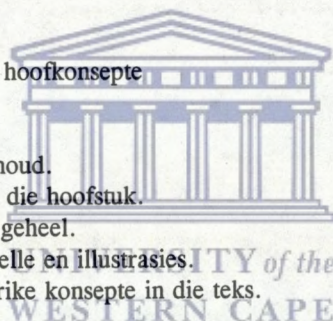 hoofkonsepte
houd.
die hoofstuk.
geheel.
elle en illustrasies.
UNIVERSITY of the
rike konsepte in die teks.
WESTERN CAPE